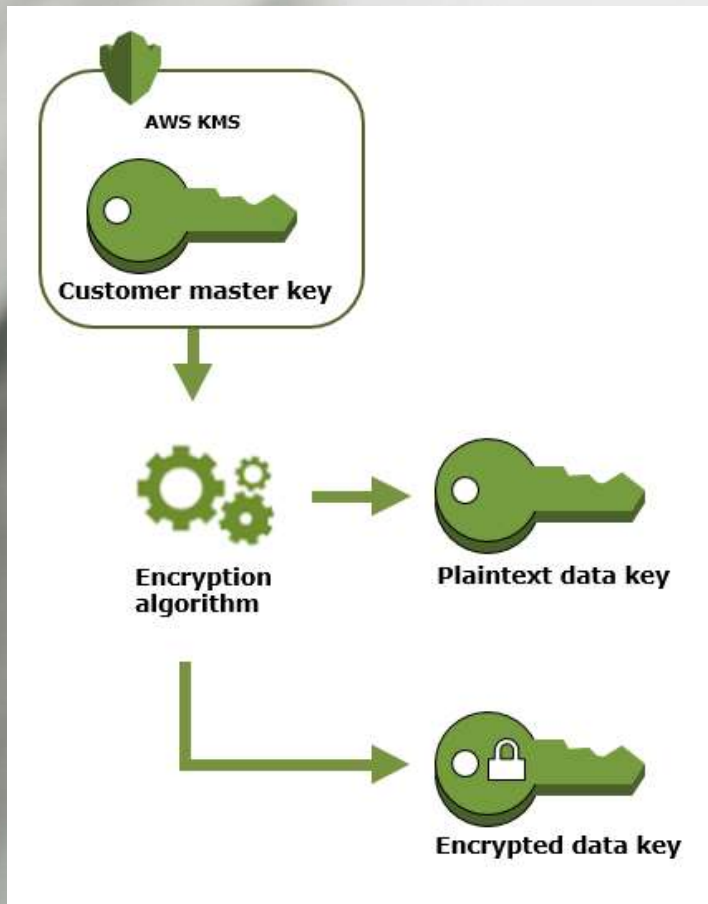 AWS KMS
Customer master key
Encryption
algorithm
Plaintext data key
Encrypted data key